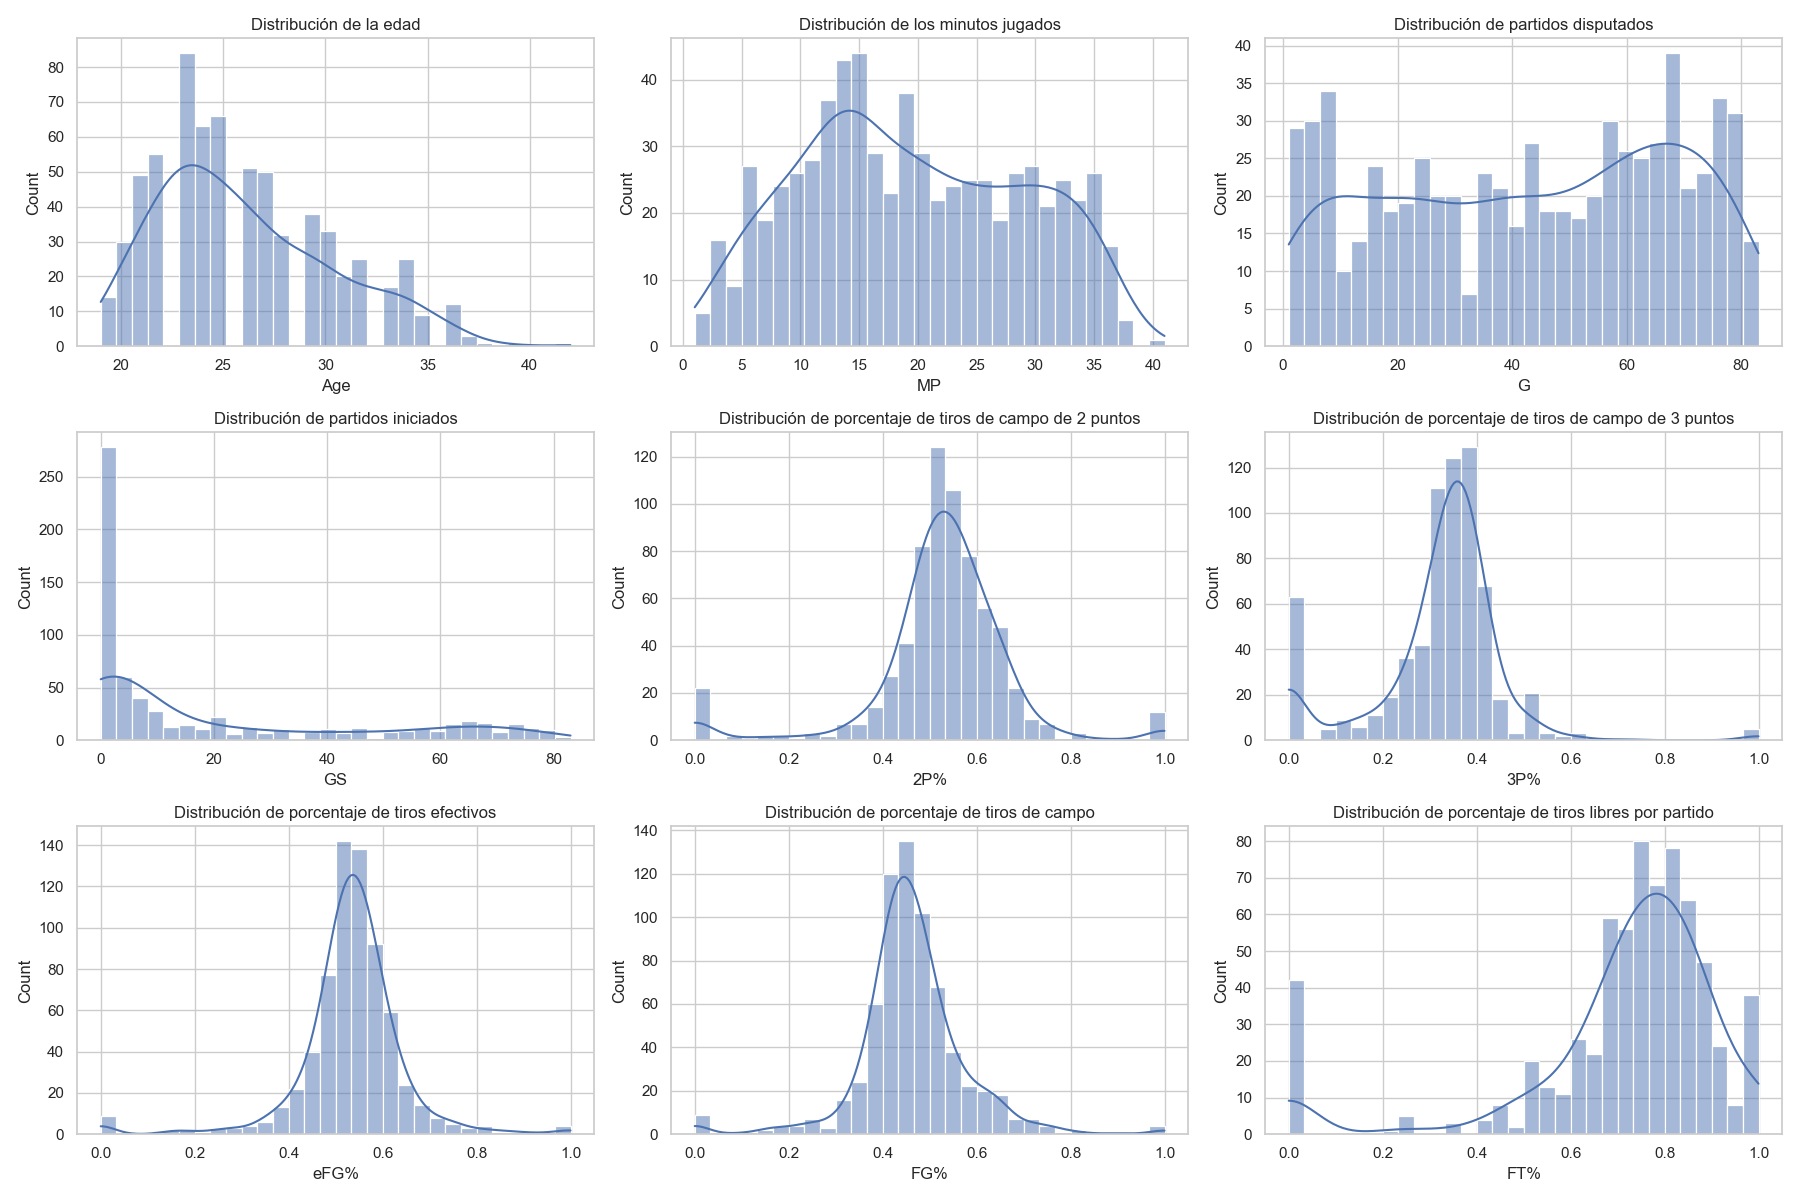 Distribución de la edad
Count
0 10 20 30 40 50 60 70 80
20 25 30 35 40
Age
Distribución de los minutos jugados
Count
0 10 20 30 40
0 5 10 15 20 25 30 35 40
MP
Distribución de partidos disputados
Count
0 5 10 15 20 25 30 35 40
0 20 40 60 80
G
Distribución de partidos iniciados
Count
0 50 100 150 200 250
0 20 40 60 80
GS
Distribución de porcentaje de tiros de campo de 2 puntos
Count
0 20 40 60 80 100 120
0.0 0.2 0.4 0.6 0.8 1.0
2P%
Distribución de porcentaje de tiros de campo de 3 puntos
Count
0 20 40 60 80 100 120
0.0 0.2 0.4 0.6 0.8 1.0
3P%
Distribución de porcentaje de tiros efectivos
Count
0 20 40 60 80 100 120 140
0.0 0.2 0.4 0.6 0.8 1.0
eFG%
Distribución de porcentaje de tiros de campo
Count
0 20 40 60 80 100 120 140
0.0 0.2 0.4 0.6 0.8 1.0
FG%
Distribución de porcentaje de tiros libres por partido
Count
0 10 20 30 40 50 60 70 80
0.0 0.2 0.4 0.6 0.8 1.0
FT%